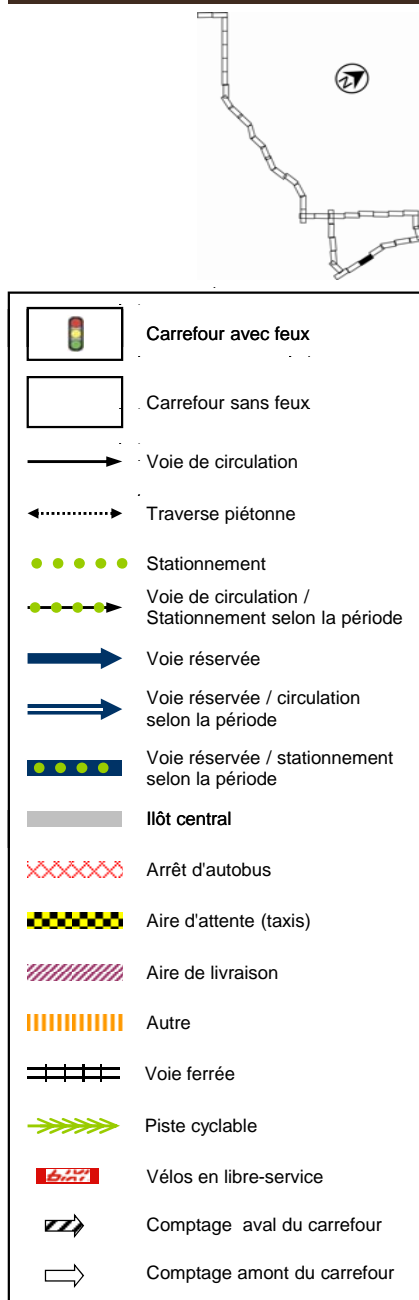 N
Carrefour avec feux
Carrefour sans feux
Voie de circulation
Traverse piétonne
Stationnement
Voie de circulation /
Stationnement selon la période
Voie réservée
Voie réservée / circulation
selon la période
Voie réservée / stationnement
selon la période
Ilôt central
Arrêt d'autobus
Aire d'attente (taxis)
Aire de livraison
Autre
Voie ferrée
Piste cyclable
Vélos en libre-service
Comptage aval du carrefour
Comptage amont du carrefour